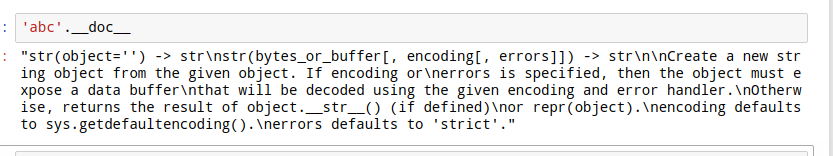 : 'abc'.__doc__
: "str(object='') -> str\nstr(bytes_or_buffer[, encoding[, errors]]) -> str\n\nCreate a new str
ing object from the given object. If encoding or\nerrors is specified, then the object must e
xpose a data buffer\nthat will be decoded using the given encoding and error handler.\nOtherw
ise, returns the result of object.__str__() (if defined)\nor repr(object).\nencoding defaults
to sys.getdefaultencoding().\nerrors defaults to 'strict'."